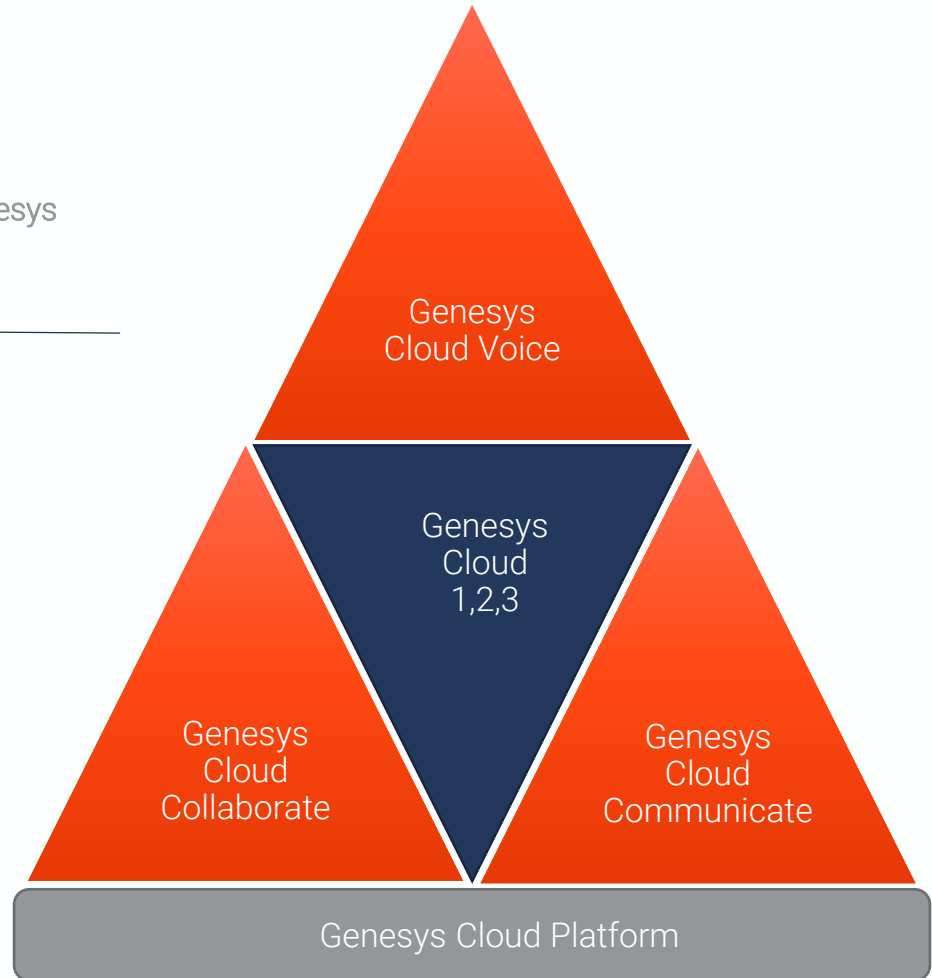 esys
Genesys
Cloud Voice
Genesys
Cloud
1,2,3
Genesys
Cloud
Collaborate
Genesys
Cloud
Communicate
Genesys Cloud Platform